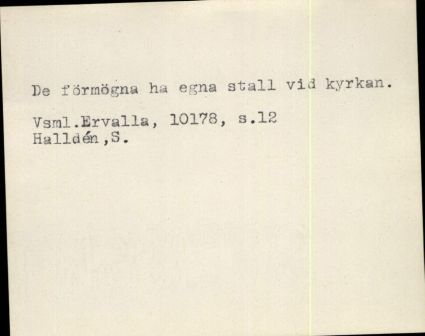 De förmögna ha egna stall vid kyrkan.
Vsml.Ervalla, 10178, s.12
Halldén,S.